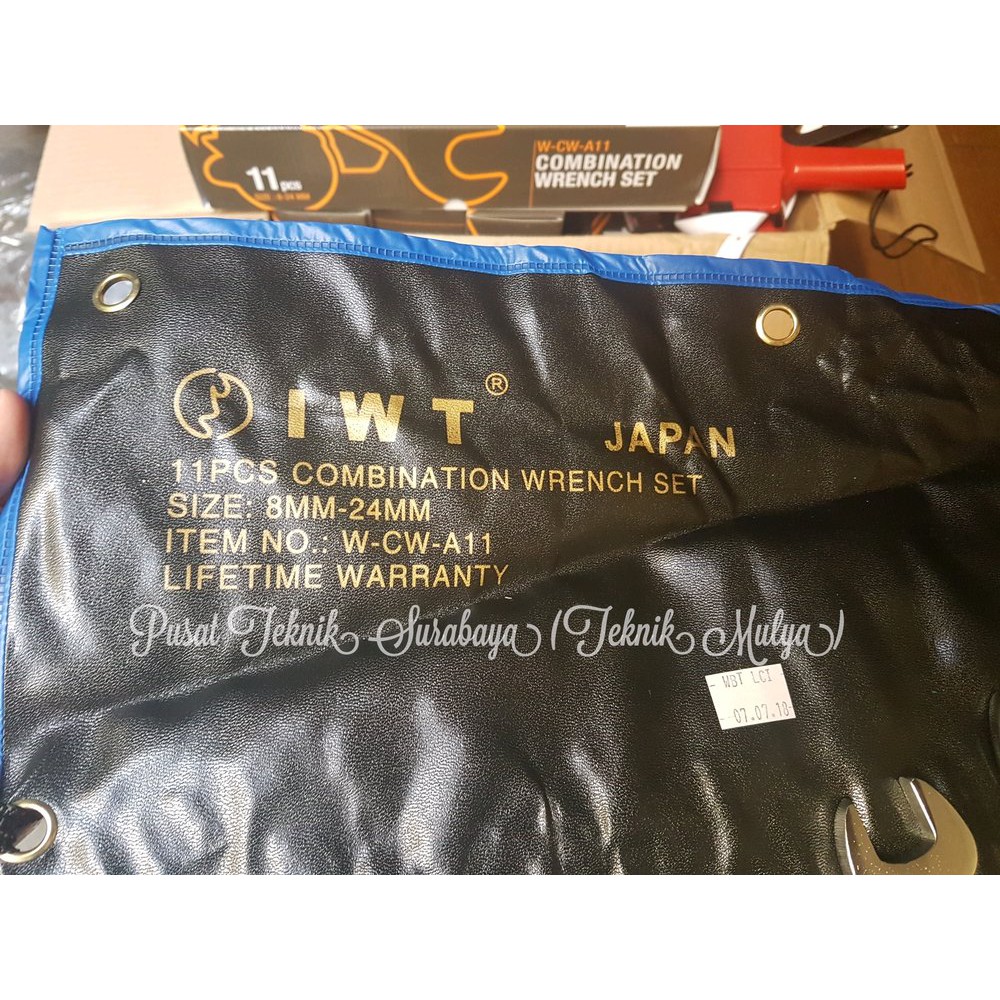 W-CW-A11
COMBINATION
WRENCH SET
11 pcs
IWT®
JAPAN
11PCS COMBINATION WRENCH SET
SIZE: 8MM-24MM
ITEM NO.: W-CW-A11
LIFETIME WARRANTY
Pusat Teknik Surabaya (Teknik Mulya)
- WBT LCI -
- 07.07.18-